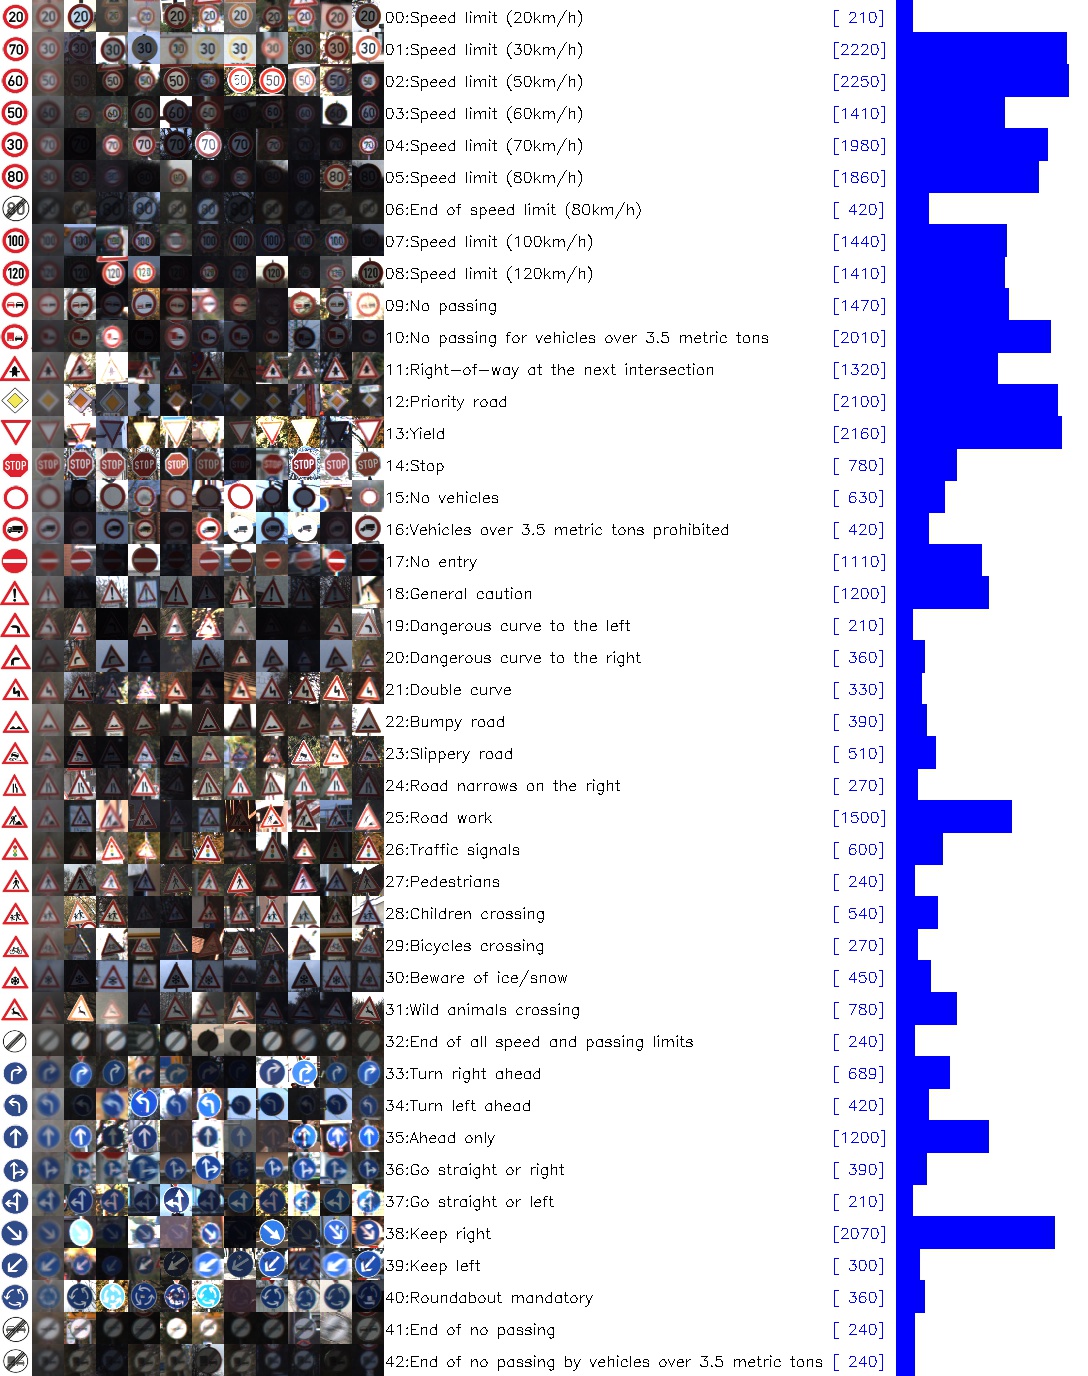 20 00:Speed limit (20km/h) [ 210]
70 01:Speed limit (30km/h) [2220]
60 02:Speed limit (50km/h) [2250]
50 03:Speed limit (60km/h) [1410]
30 04:Speed limit (70km/h) [1980]
80 05:Speed limit (80km/h) [1860]
80 06:End of speed limit (80km/h) [ 420]
100 07:Speed limit (100km/h) [1440]
120 08:Speed limit (120km/h) [1410]
09:No passing [1470]
10:No passing for vehicles over 3.5 metric tons [2010]
11:Right-of-way at the next intersection [1320]
12:Priority road [2100]
13:Yield [2160]
STOP 14:Stop [ 780]
15:No vehicles [ 630]
16:Vehicles over 3.5 metric tons prohibited [ 420]
17:No entry [1110]
18:General caution [1200]
19:Dangerous curve to the left [ 210]
20:Dangerous curve to the right [ 360]
21:Double curve [ 330]
22:Bumpy road [ 390]
23:Slippery road [ 510]
24:Road narrows on the right [ 270]
25:Road work [1500]
26:Traffic signals [ 600]
27:Pedestrians [ 240]
28:Children crossing [ 540]
29:Bicycles crossing [ 270]
30:Beware of ice/snow [ 450]
31:Wild animals crossing [ 780]
32:End of all speed and passing limits [ 240]
33:Turn right ahead [ 689]
34:Turn left ahead [ 420]
35:Ahead only [1200]
36:Go straight or right [ 390]
37:Go straight or left [ 210]
38:Keep right [2070]
39:Keep left [ 300]
40:Roundabout mandatory [ 360]
41:End of no passing [ 240]
42:End of no passing by vehicles over 3.5 metric tons [ 240]